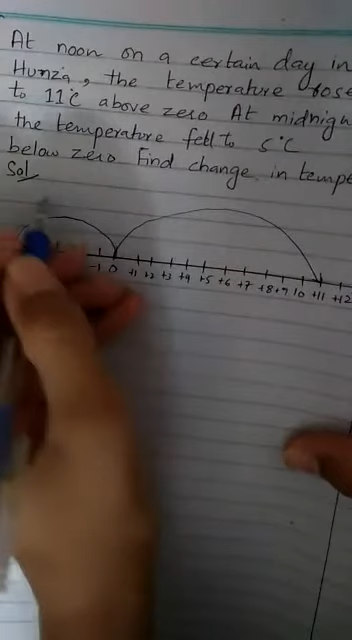 At noon on a certain day in
Hunza, the temperature rose
to 11°C above zero At midnigh
the temperature fell to 5°C
below zero Find change in tempe
Sol
-1 0 +1 +2 +3 +4 +5 +6 +7 +8 +9 10 +11 +12